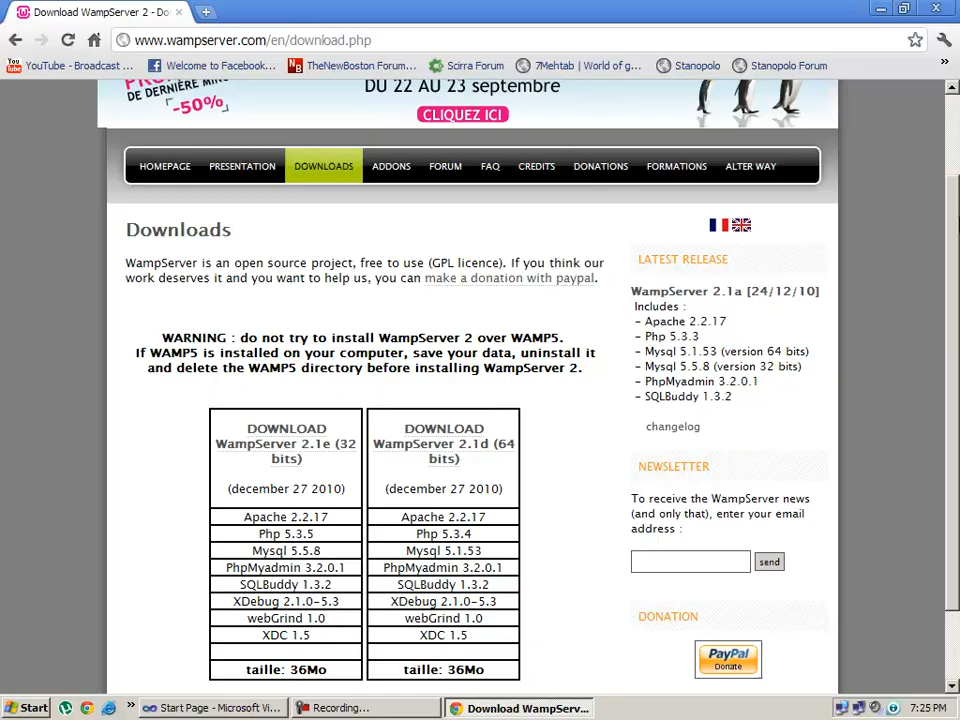 Download WampServer 2 - Do
www.wampserver.com/en/download.php
YouTube - Broadcast ...
Welcome to Facebook...
TheNewBoston Forum...
Scirra Forum
7Mehtab | World of g...
Stanopolo
Stanopolo Forum
»
DE DERNIÈRE MIN
-50%
DU 22 AU 23 septembre
CLIQUEZ ICI
HOMEPAGE
PRESENTATION
DOWNLOADS
ADDONS
FORUM
FAQ
CREDITS
DONATIONS
FORMATIONS
ALTER WAY
Downloads
WampServer is an open source project, free to use (GPL licence). If you think our
work deserves it and you want to help us, you can make a donation with paypal.
WARNING : do not try to install WampServer 2 over WAMP5.
If WAMP5 is installed on your computer, save your data, uninstall it
and delete the WAMP5 directory before installing WampServer 2.
DOWNLOAD
WampServer 2.1e (32
bits)
(december 27 2010)
Apache 2.2.17
Php 5.3.5
Mysql 5.5.8
PhpMyadmin 3.2.0.1
SQLBuddy 1.3.2
XDebug 2.1.0-5.3
webGrind 1.0
XDC 1.5
taille: 36Mo
DOWNLOAD
WampServer 2.1d (64
bits)
(december 27 2010)
Apache 2.2.17
Php 5.3.4
Mysql 5.1.53
PhpMyadmin 3.2.0.1
SQLBuddy 1.3.2
XDebug 2.1.0-5.3
webGrind 1.0
XDC 1.5
taille: 36Mo
LATEST RELEASE
WampServer 2.1a [24/12/10]
Includes :
- Apache 2.2.17
- Php 5.3.3
- Mysql 5.1.53 (version 64 bits)
- Mysql 5.5.8 (version 32 bits)
- PhpMyadmin 3.2.0.1
- SQLBuddy 1.3.2
changelog
NEWSLETTER
To receive the WampServer news
(and only that), enter your email
address :
send
DONATION
PayPal
Donate
Start
»
Start Page - Microsoft Vi...
Recording...
Download WampServ...
7:25 PM